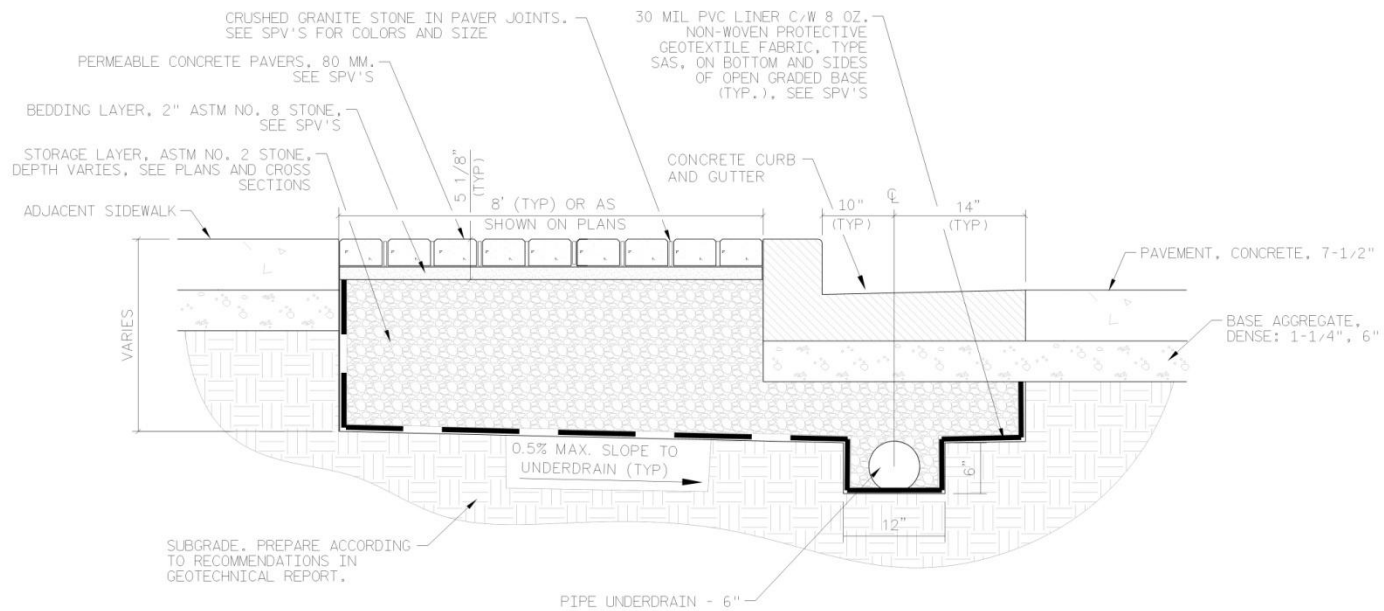 CRUSHED GRANITE STONE IN PAVER JOINTS.
SEE SPV'S FOR COLORS AND SIZE
PERMEABLE CONCRETE PAVERS, 80 MM.
SEE SPV'S
BEDDING LAYER, 2" ASTM NO. 8 STONE,
SEE SPV'S
STORAGE LAYER, ASTM NO. 2 STONE,
DEPTH VARIES, SEE PLANS AND CROSS
SECTIONS
ADJACENT SIDEWALK
30 MIL PVC LINER C/W 8 OZ.
NON-WOVEN PROTECTIVE
GEOTEXTILE FABRIC, TYPE
SAS, ON BOTTOM AND SIDES
OF OPEN GRADED BASE
(TYP.), SEE SPV'S
CONCRETE CURB
AND GUTTER
5 1/8"
(TYP)
8' (TYP) OR AS
SHOWN ON PLANS
10"
(TYP)
℄
14"
(TYP)
PAVEMENT, CONCRETE, 7-1/2"
BASE AGGREGATE,
DENSE: 1-1/4", 6"
VARIES
0.5% MAX. SLOPE TO
UNDERDRAIN (TYP)
6"
12"
SUBGRADE. PREPARE ACCORDING
TO RECOMMENDATIONS IN
GEOTECHNICAL REPORT.
PIPE UNDERDRAIN - 6"